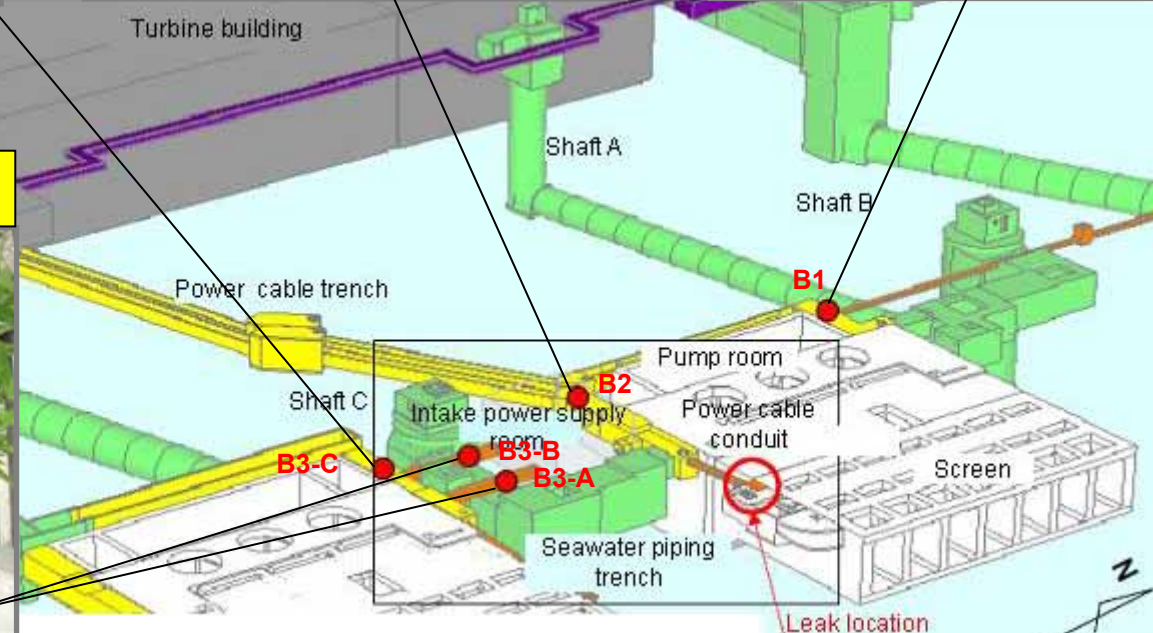 Turbine building
Shaft A
Shaft B
B1
Power cable trench
Pump room
B2
Shaft C
Intake power supply
room
Power cable
conduit
B3-B
B3-C
B3-A
Screen
Seawater piping
trench
N
Leak location